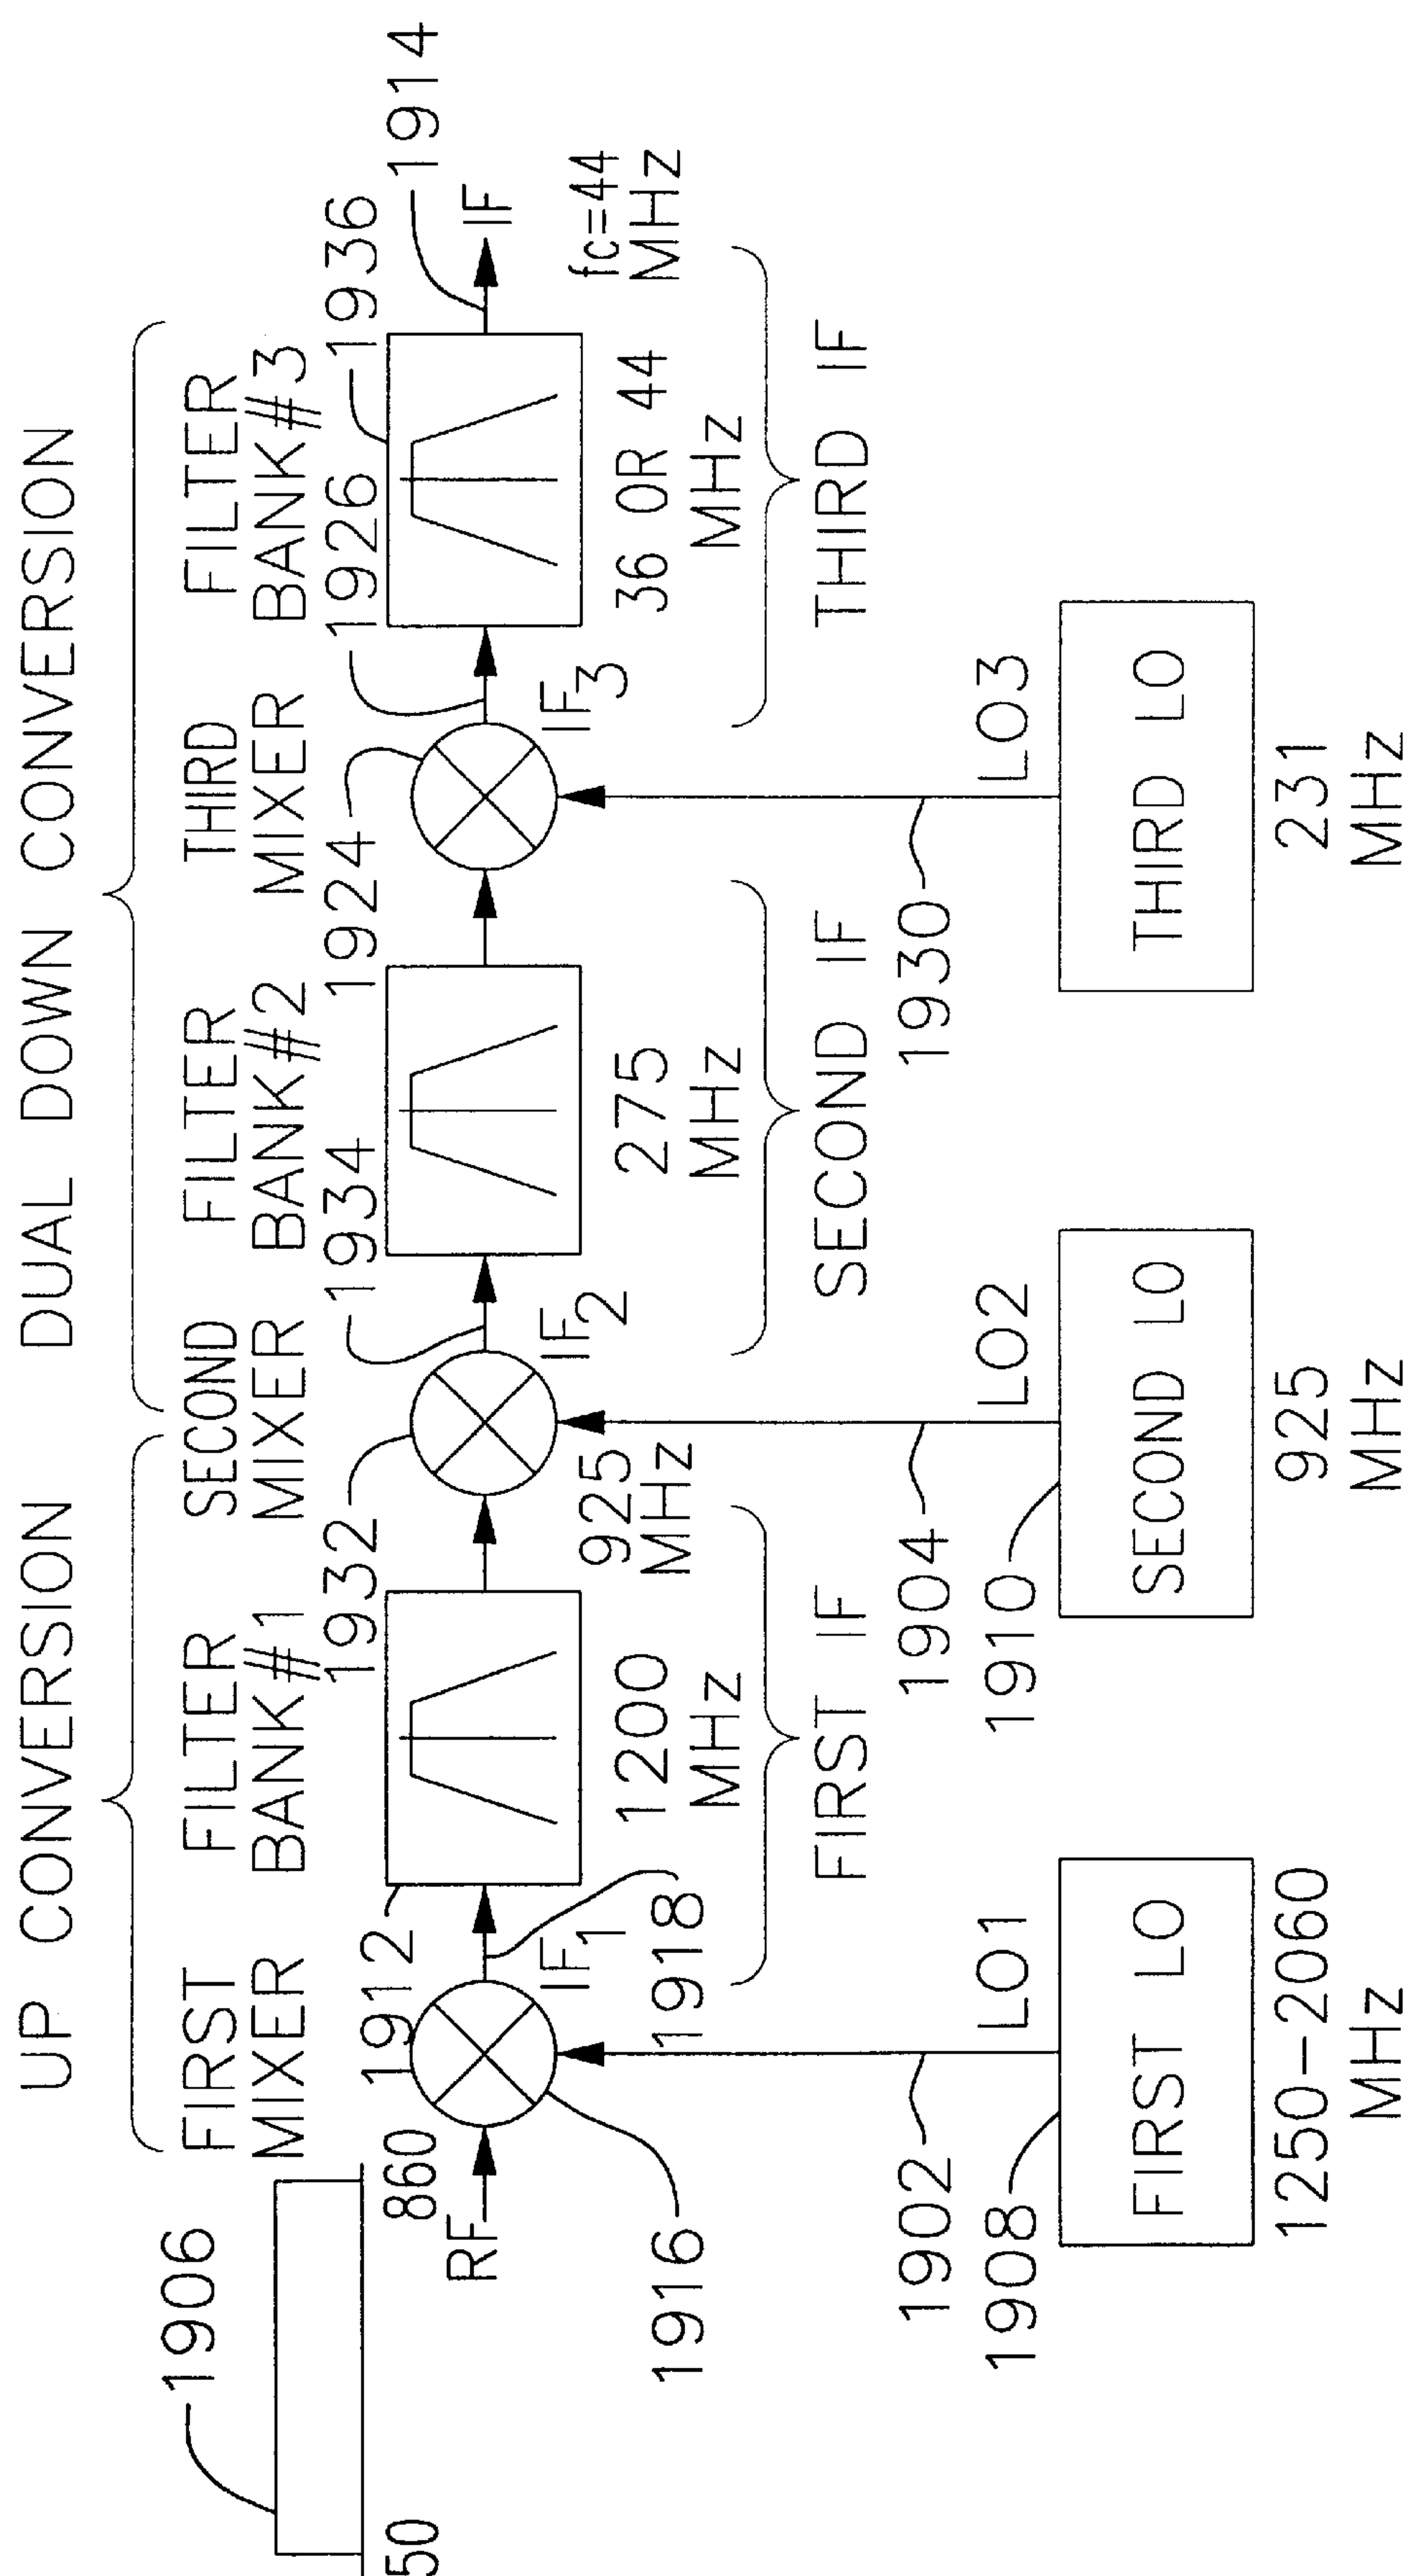 UP CONVERSION
DUAL DOWN CONVERSION
1906
FIRST
MIXER
FILTER
BANK#1
SECOND
MIXER
FILTER
BANK#2
THIRD
MIXER
FILTER
BANK#3
50
860
1912
1932
1934
1924
1926
1936
1914
RF
IF
1916
IF1
1918
1200
MHz
925
MHz
IF2
275
MHz
IF3
36 OR 44
MHz
fc=44
MHz
FIRST IF
SECOND IF
THIRD IF
1902
1908
LO1
1904
1910
LO2
1930
LO3
FIRST LO
SECOND LO
THIRD LO
1250-2060
MHz
925
MHz
231
MHz